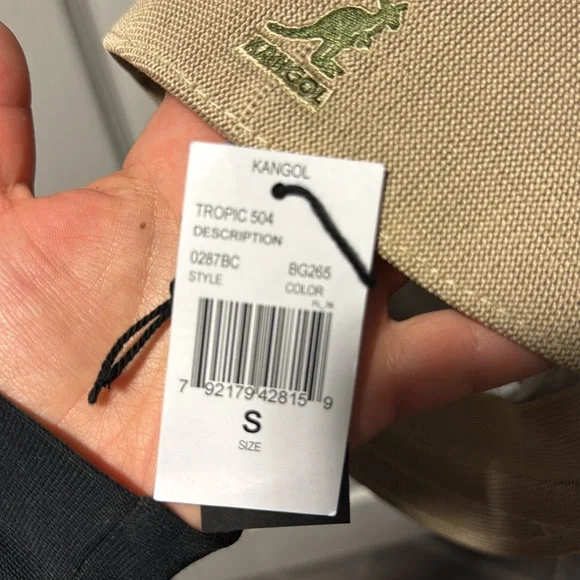 KANGOL
KANGOL
TROPIC 504
DESCRIPTION
0287BC BG265
STYLE COLOR
7 92179 42815 9
S
SIZE